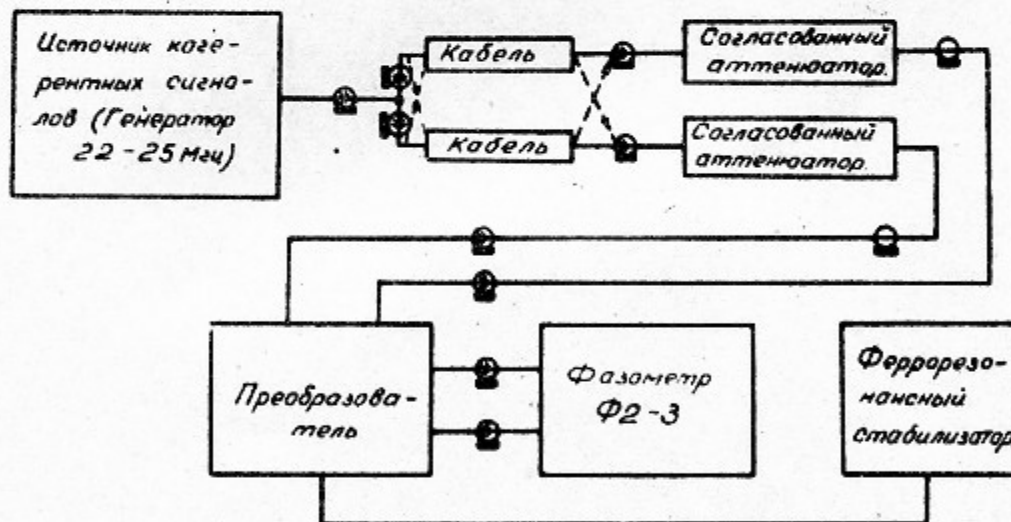 Источник коге-
рентных сигна-
лов (Генератор
22-25 Мгц)
Кабель
Кабель
Согласованный
аттенюатор.
Согласованный
аттенюатор.
Преобразова-
тель
Фазометр
Ф2-3
Феррорезо-
нансный
стабилизатор